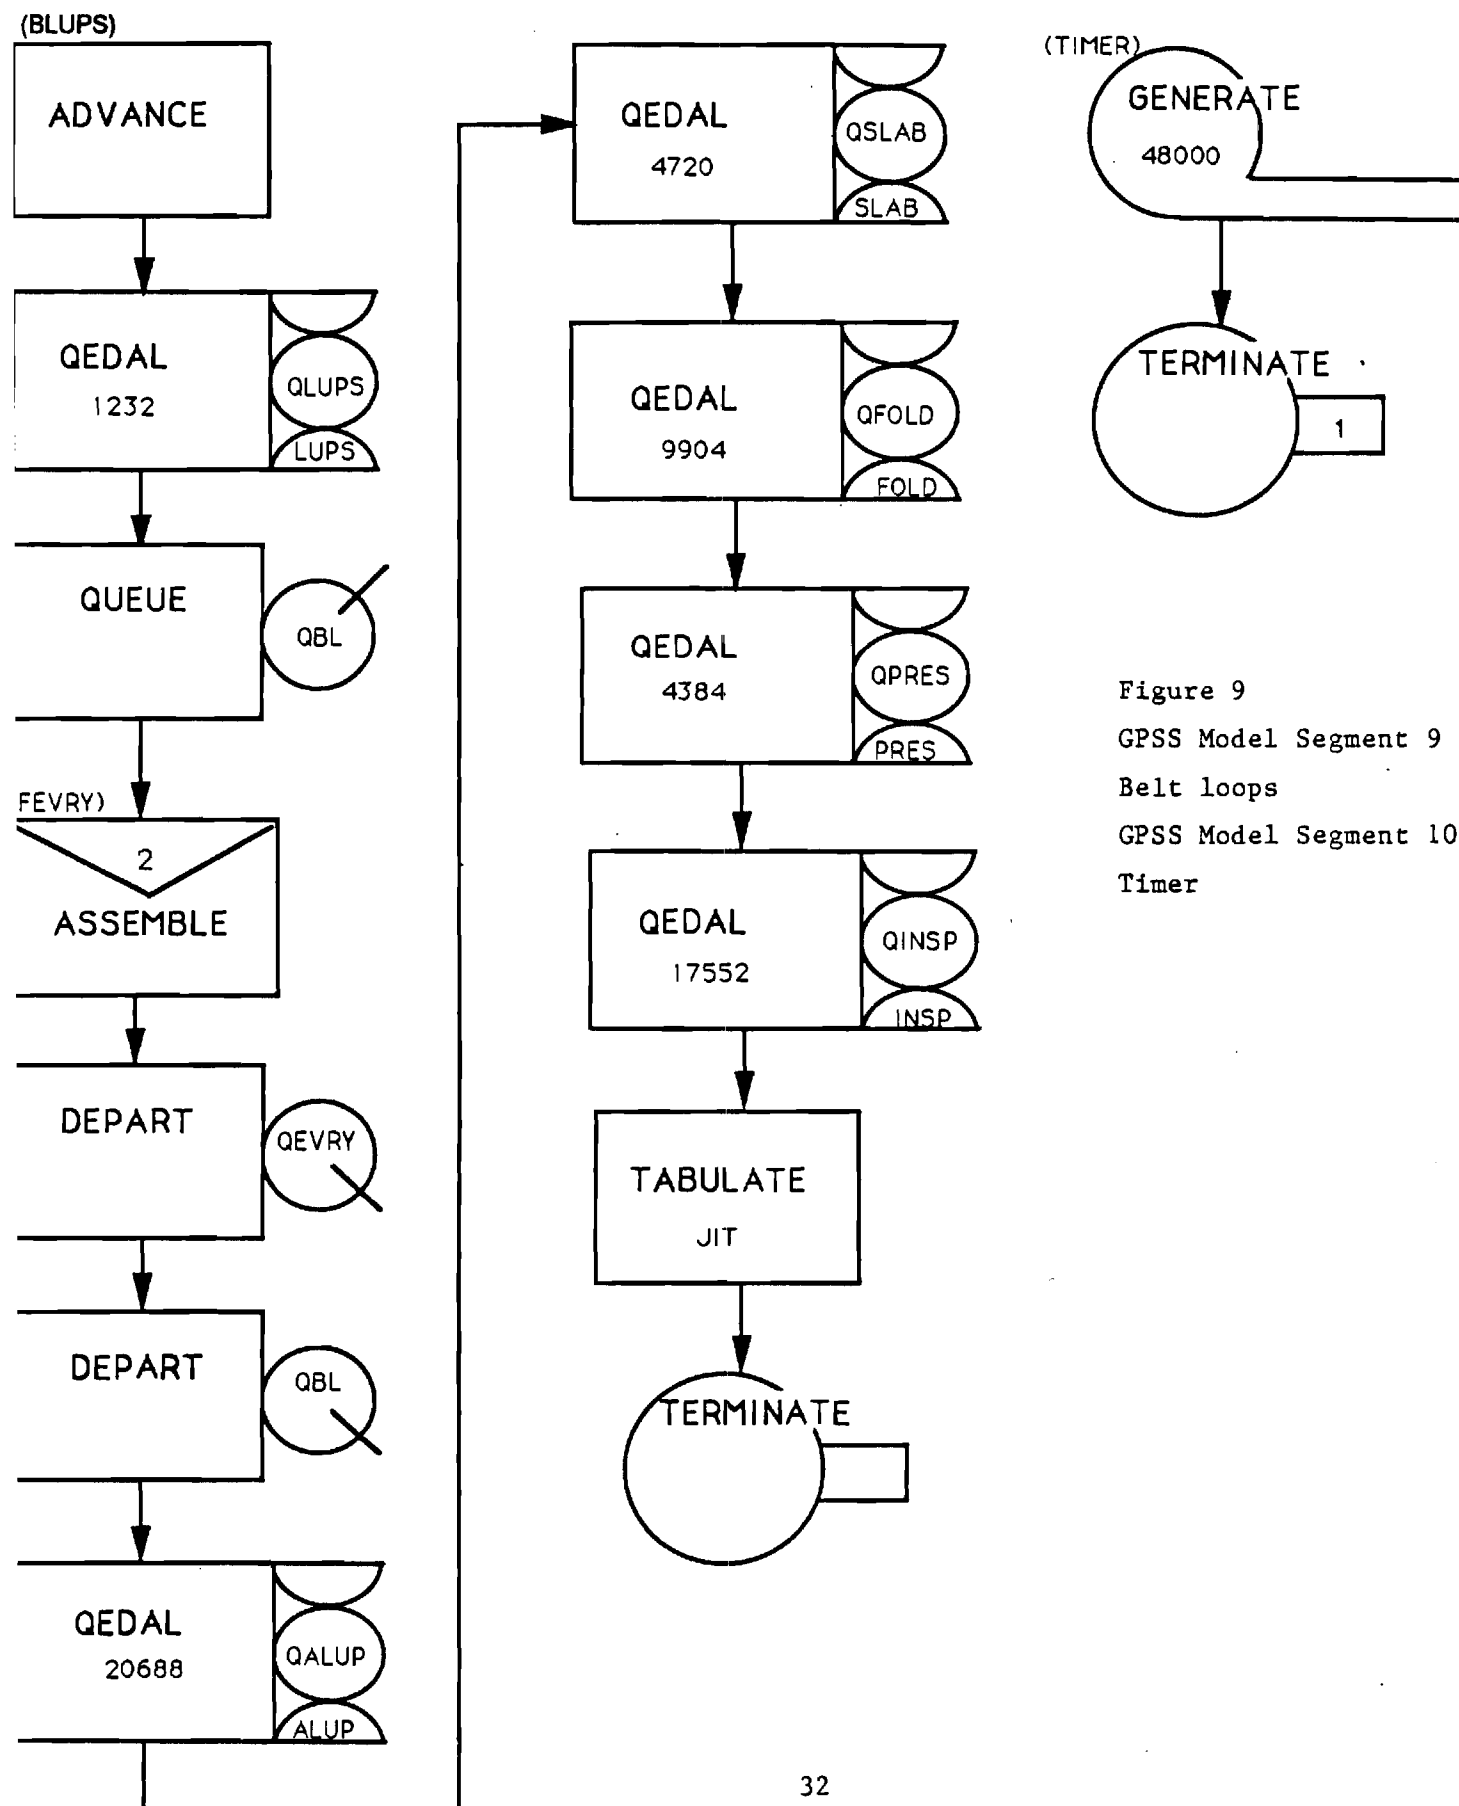 (BLUPS)
ADVANCE
QEDAL
1232
QLUPS
LUPS
QUEUE
QBL
FEVRY)
2
ASSEMBLE
DEPART
QEVRY
DEPART
QBL
QEDAL
20688
QALUP
ALUP
QEDAL
4720
QSLAB
SLAB
QEDAL
9904
QFOLD
FOLD
QEDAL
4384
QPRES
PRES
QEDAL
17552
QINSP
INSP
TABULATE
JIT
TERMINATE
(TIMER)
GENERATE
48000
TERMINATE
1
Figure 9
GPSS Model Segment 9
Belt loops
GPSS Model Segment 10
Timer
32